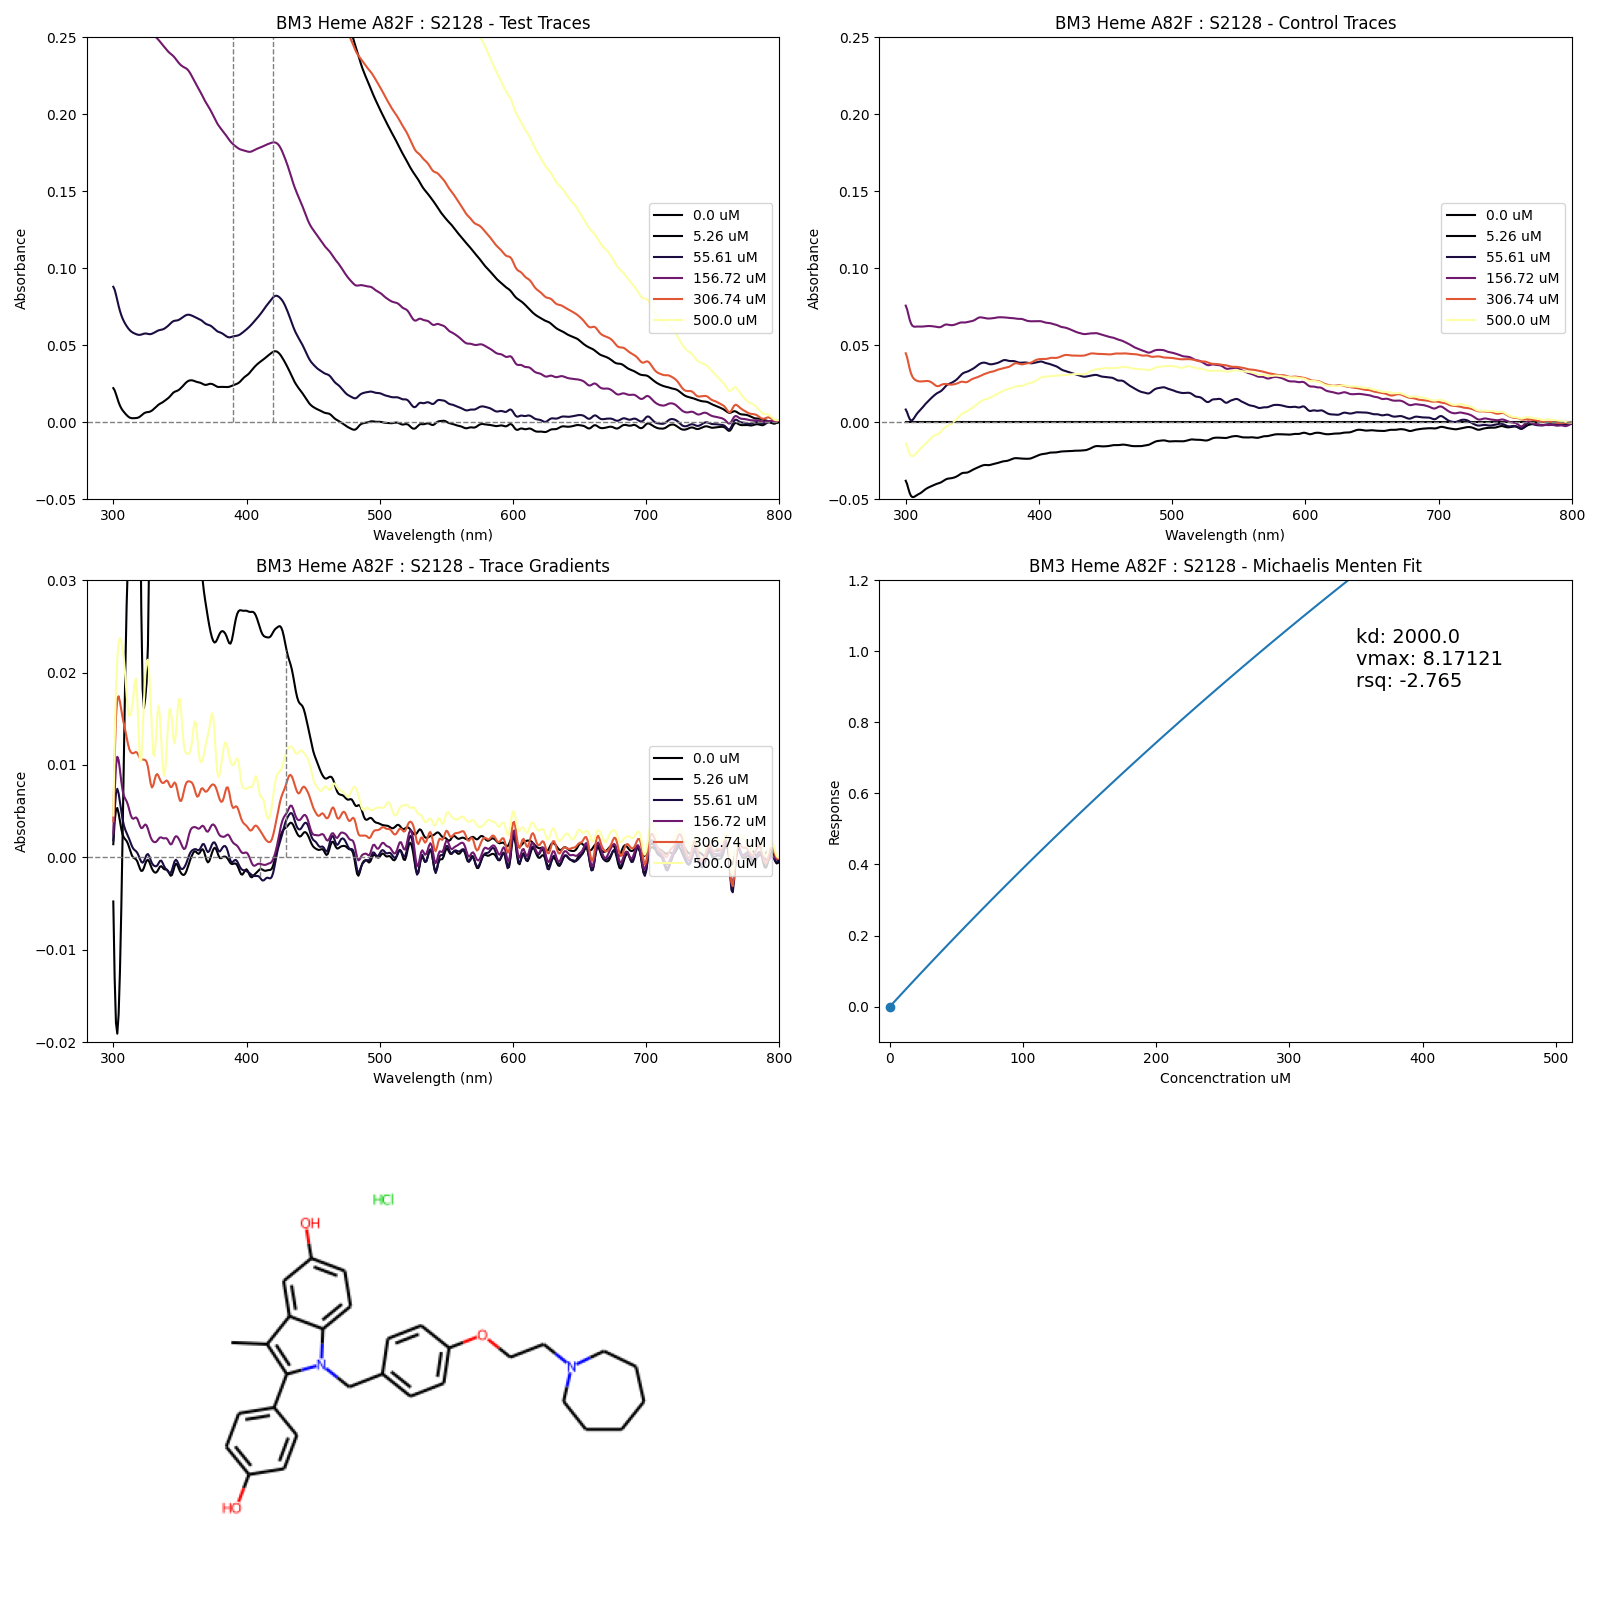 BM3 Heme A82F : S2128 - Test Traces
0.25
0.20
0.15
0.10
0.05
0.00
−0.05
Absorbance
300 400 500 600 700 800
Wavelength (nm)
0.0 uM
5.26 uM
55.61 uM
156.72 uM
306.74 uM
500.0 uM
BM3 Heme A82F : S2128 - Control Traces
0.25
0.20
0.15
0.10
0.05
0.00
−0.05
Absorbance
300 400 500 600 700 800
Wavelength (nm)
0.0 uM
5.26 uM
55.61 uM
156.72 uM
306.74 uM
500.0 uM
BM3 Heme A82F : S2128 - Trace Gradients
0.03
0.02
0.01
0.00
−0.01
−0.02
Absorbance
300 400 500 600 700 800
Wavelength (nm)
0.0 uM
5.26 uM
55.61 uM
156.72 uM
306.74 uM
500.0 uM
BM3 Heme A82F : S2128 - Michaelis Menten Fit
1.2
1.0
0.8
0.6
0.4
0.2
0.0
Response
0 100 200 300 400 500
Concenctration uM
kd: 2000.0
vmax: 8.17121
rsq: -2.765
HCl
OH
O
N
N
HO